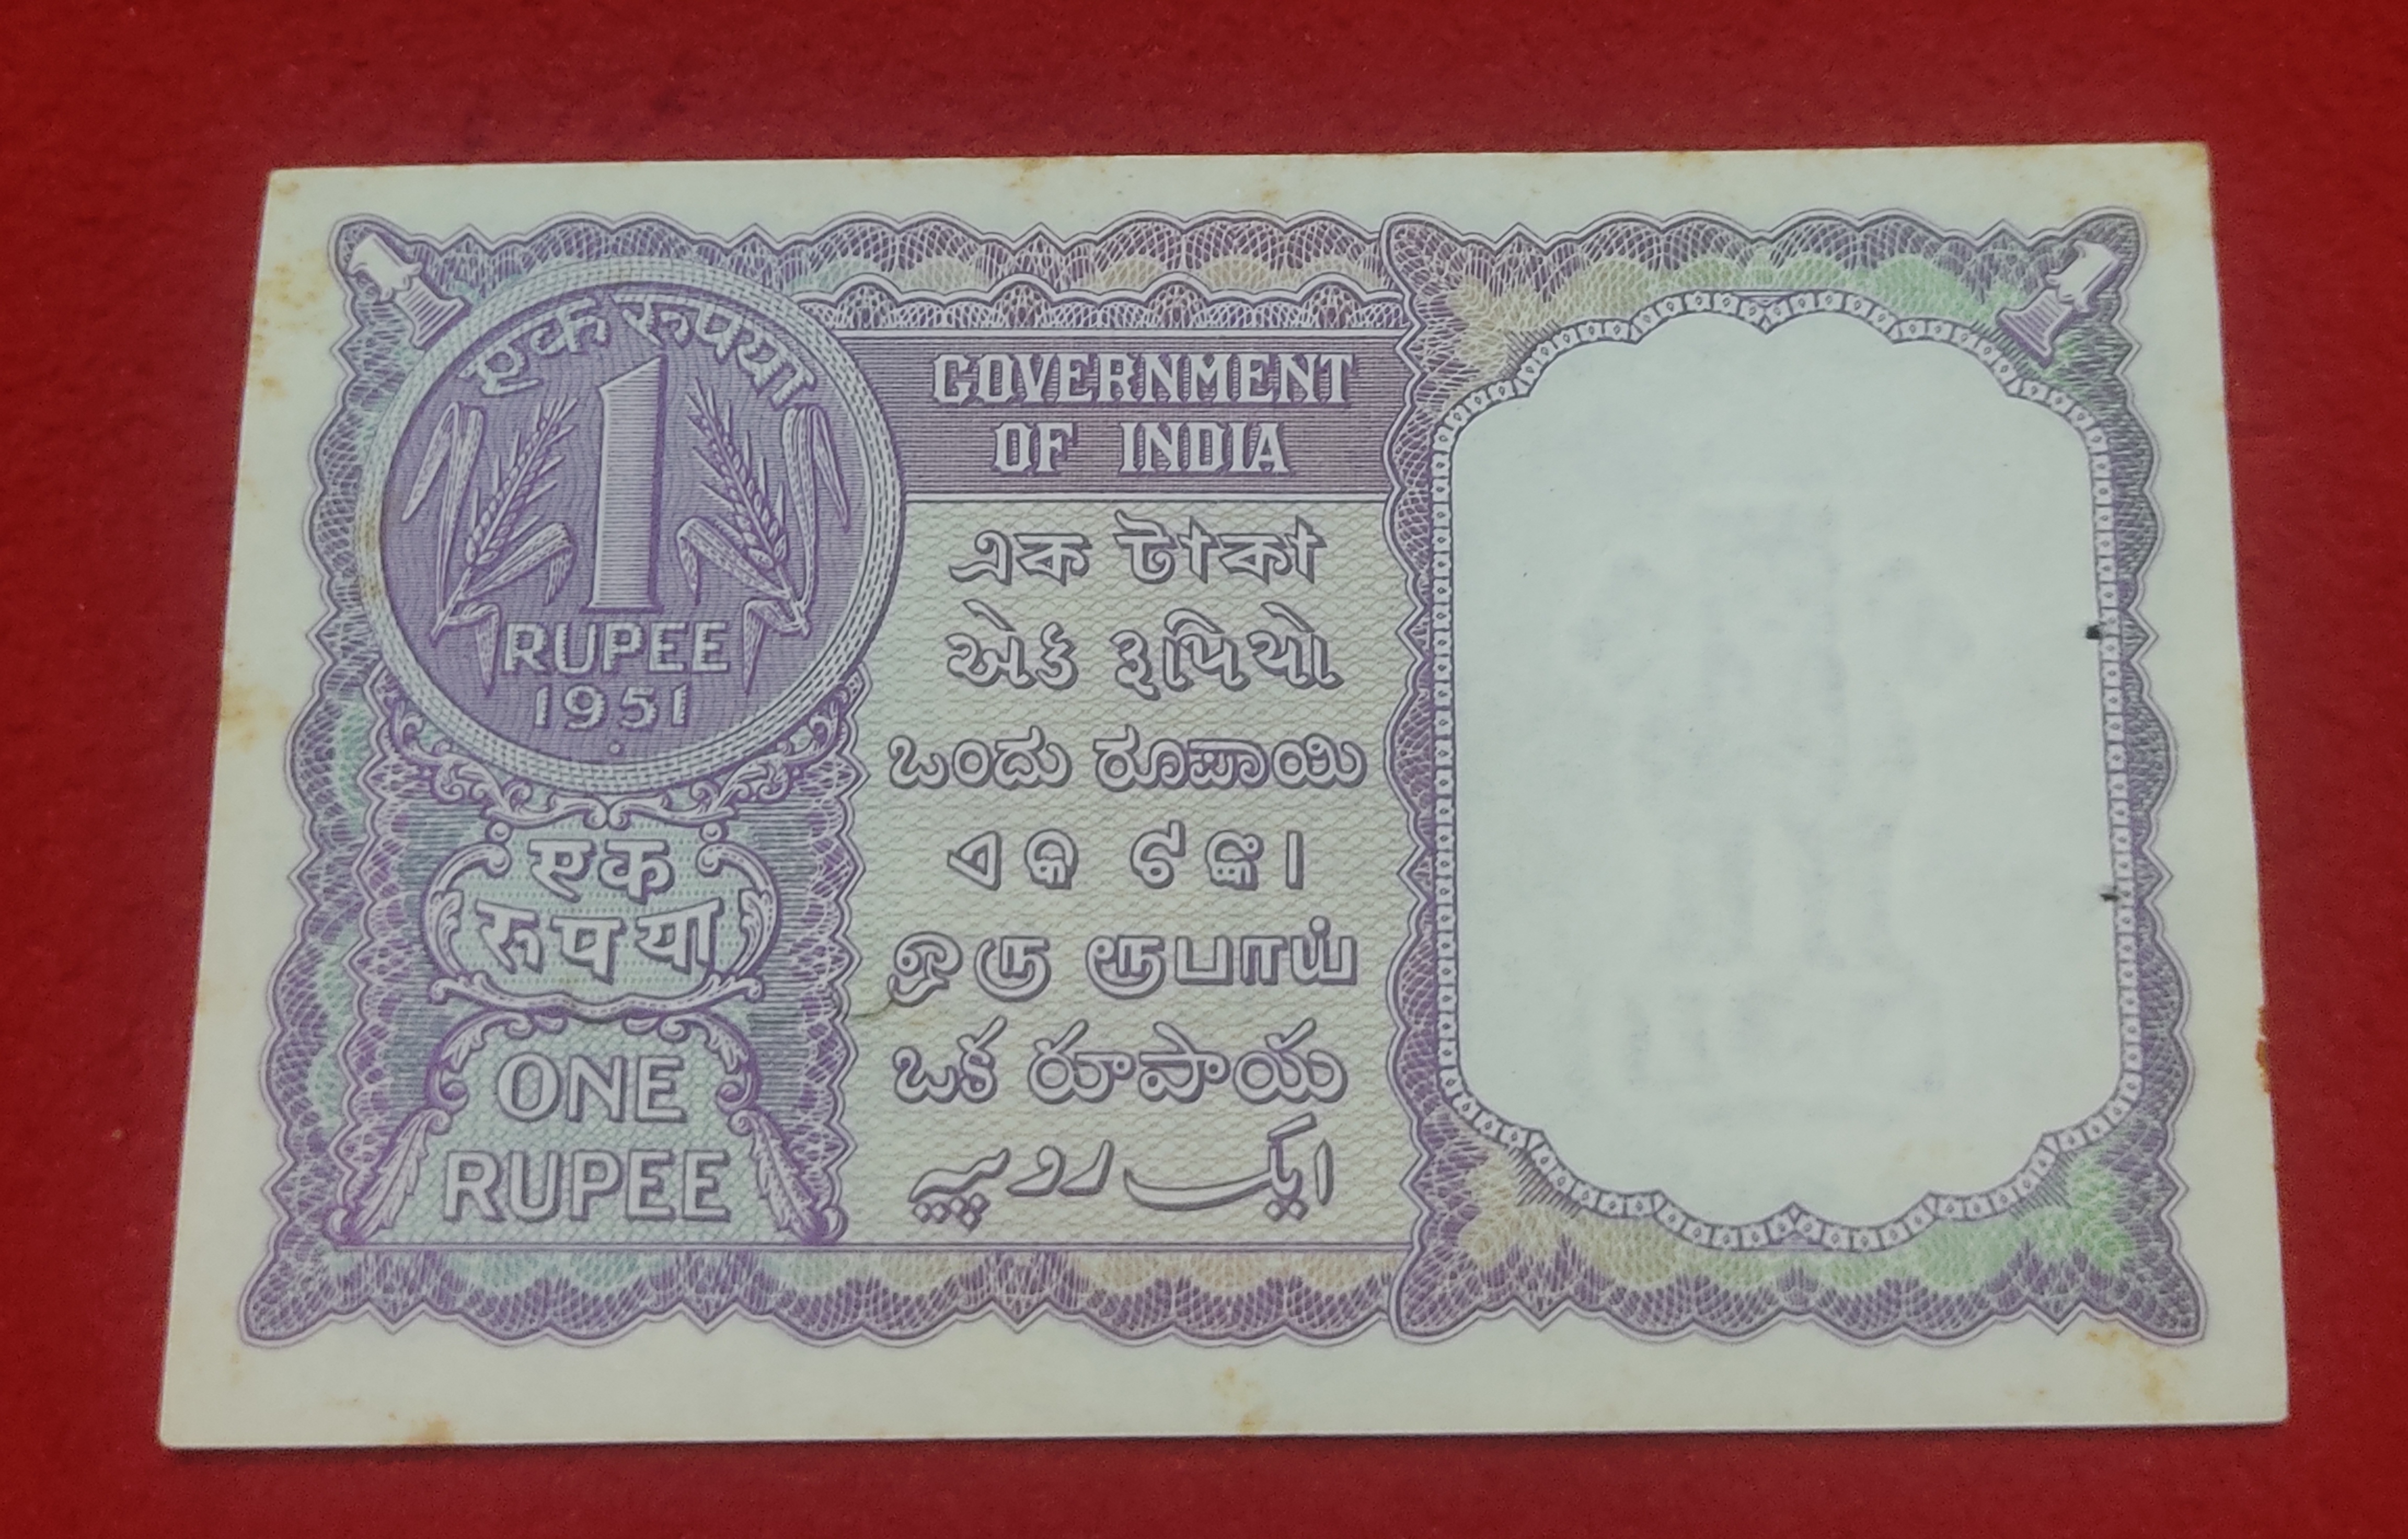 एक रुपया
1
RUPEE
1951
एक
रुपया
ONE
RUPEE
GOVERNMENT
OF INDIA
এক টাকা
એક રૂપિયો
ಒಂದು ರೂಪಾಯಿ
ଏକ ଟଙ୍କା
ஒரு ரூபாய்
ఒక రూపాయ
ایک روپیہ